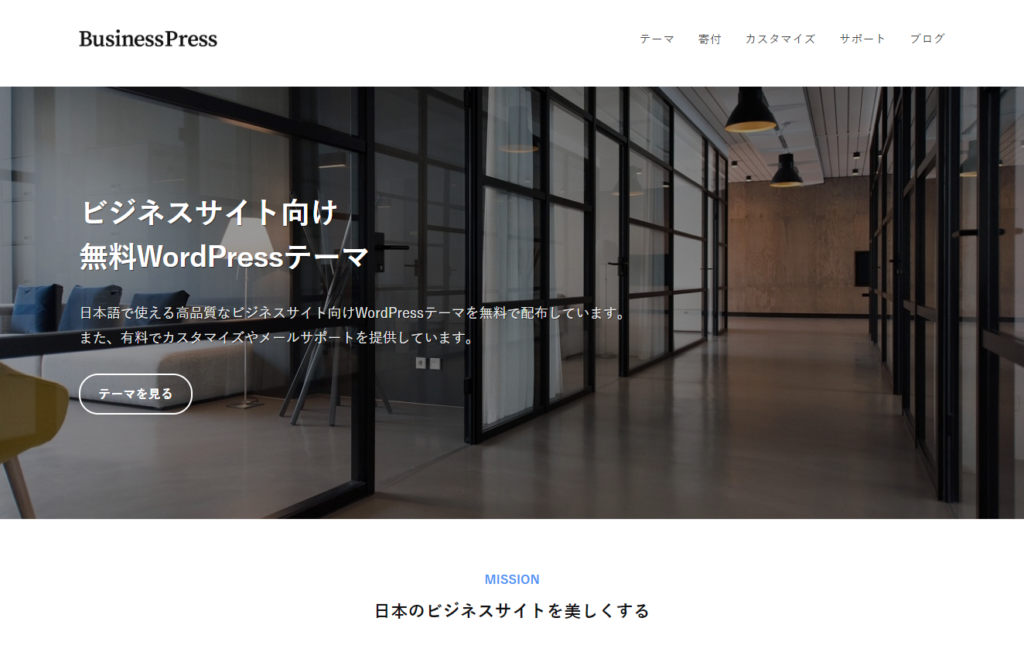 BusinessPress
テーマ 寄付 カスタマイズ サポート ブログ
ビジネスサイト向け
無料WordPressテーマ
日本語で使える高品質なビジネスサイト向けWordPressテーマを無料で配布しています。
また、有料でカスタマイズやメールサポートを提供しています。
テーマを見る
MISSION
日本のビジネスサイトを美しくする